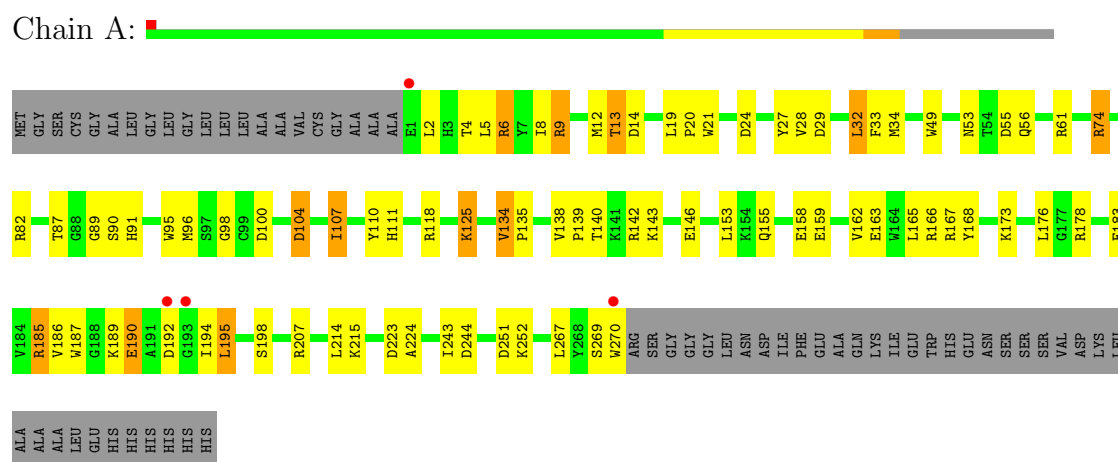 Chain A:
MET GLY SER CYS GLY ALA LEU GLY LEU GLY LEU LEU LEU ALA ALA VAL CYS GLY ALA ALA ALA E1 L2 H3 T4 L5 R6 Y7 I8 R9 M12 T13 D14 L19 P20 W21 D24 Y27 V28 D29 L32 F33 M34 W49 N53 T54 D55 Q56 R61 R74
R82 T87 G88 G89 S90 H91 W95 M96 S97 G98 C99 D100 D104 I107 Y110 H111 R118 K125 V134 P135 V138 P139 T140 K141 R142 K143 E146 L153 K154 Q155 E158 E159 V162 E163 W164 L165 R166 R167 Y168 K173 L176 G177 R178
V184 R185 V186 W187 G188 K189 E190 A191 D192 G193 I194 L195 S198 R207 L214 K215 D223 A224 I243 D244 D251 K252 L267 Y268 S269 W270 ARG SER GLY GLY GLY LEU ASN ASP ILE PHE GLU ALA GLN LYS ILE GLU TRP HIS GLU ASN SER SER SER VAL ASP LYS LEU
ALA ALA ALA LEU GLU HIS HIS HIS HIS HIS HIS